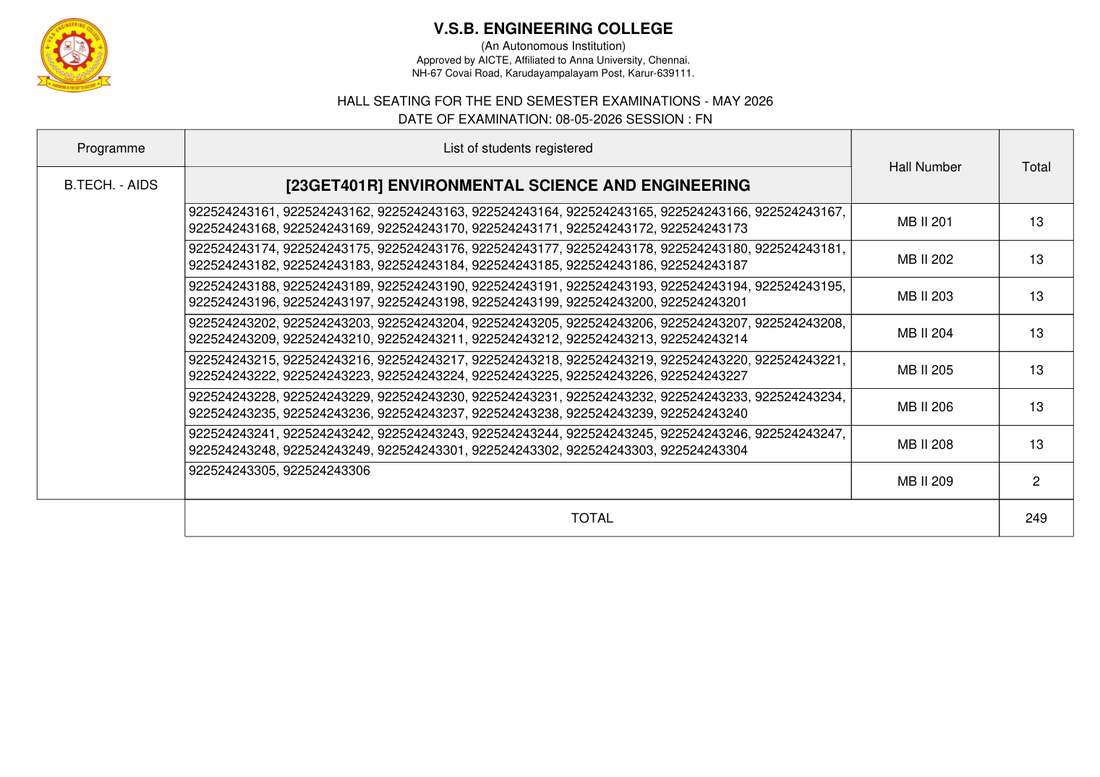 V.S.B. ENGINEERING COLLEGE
(An Autonomous Institution)
Approved by AICTE, Affiliated to Anna University, Chennai.
NH-67 Covai Road, Karudayampalayam Post, Karur-639111.
HALL SEATING FOR THE END SEMESTER EXAMINATIONS - MAY 2026
DATE OF EXAMINATION: 08-05-2026 SESSION : FN
Programme
List of students registered
Hall Number
Total
B.TECH. - AIDS
[23GET401R] ENVIRONMENTAL SCIENCE AND ENGINEERING
922524243161, 922524243162, 922524243163, 922524243164, 922524243165, 922524243166, 922524243167,
922524243168, 922524243169, 922524243170, 922524243171, 922524243172, 922524243173
MB II 201
13
922524243174, 922524243175, 922524243176, 922524243177, 922524243178, 922524243180, 922524243181,
922524243182, 922524243183, 922524243184, 922524243185, 922524243186, 922524243187
MB II 202
13
922524243188, 922524243189, 922524243190, 922524243191, 922524243193, 922524243194, 922524243195,
922524243196, 922524243197, 922524243198, 922524243199, 922524243200, 922524243201
MB II 203
13
922524243202, 922524243203, 922524243204, 922524243205, 922524243206, 922524243207, 922524243208,
922524243209, 922524243210, 922524243211, 922524243212, 922524243213, 922524243214
MB II 204
13
922524243215, 922524243216, 922524243217, 922524243218, 922524243219, 922524243220, 922524243221,
922524243222, 922524243223, 922524243224, 922524243225, 922524243226, 922524243227
MB II 205
13
922524243228, 922524243229, 922524243230, 922524243231, 922524243232, 922524243233, 922524243234,
922524243235, 922524243236, 922524243237, 922524243238, 922524243239, 922524243240
MB II 206
13
922524243241, 922524243242, 922524243243, 922524243244, 922524243245, 922524243246, 922524243247,
922524243248, 922524243249, 922524243301, 922524243302, 922524243303, 922524243304
MB II 208
13
922524243305, 922524243306
MB II 209
2
TOTAL
249